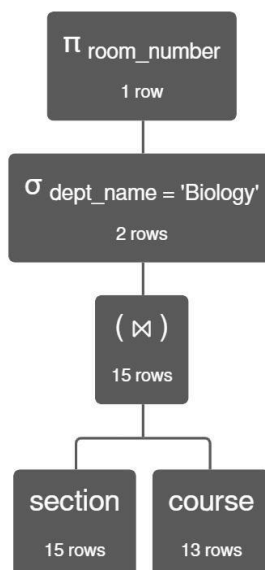 π room_number
1 row
σ dept_name = 'Biology'
2 rows
( ⋈ )
15 rows
section
15 rows
course
13 rows